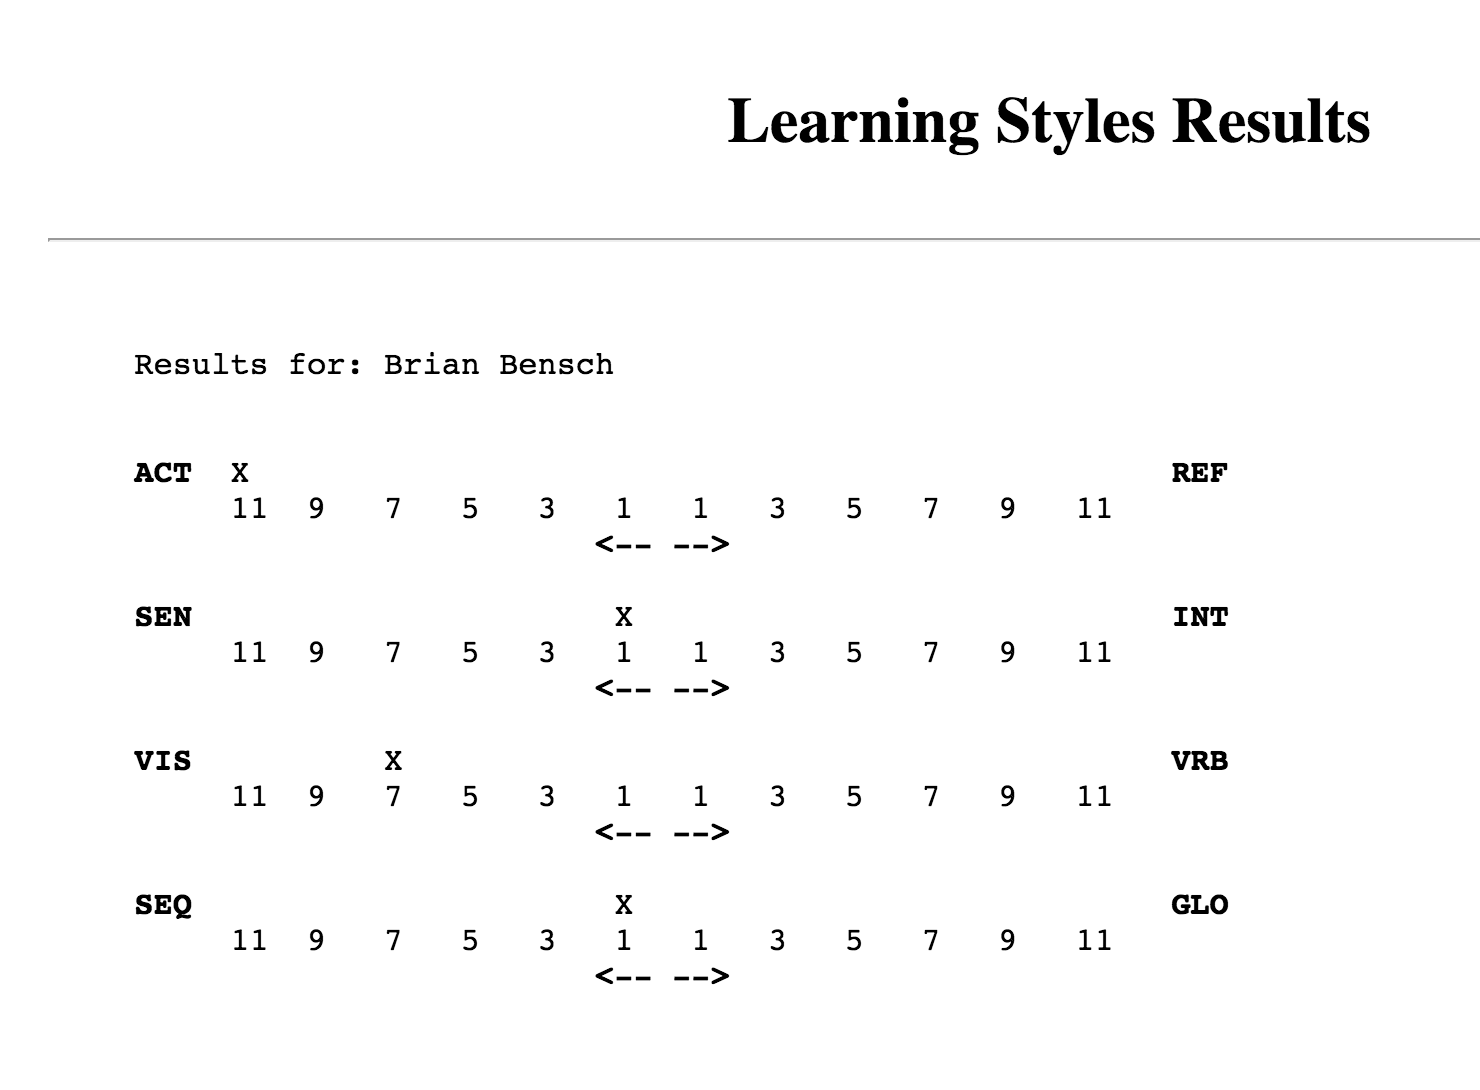 Learning Styles Results
Results for: Brian Bensch
ACT X REF
11 9 7 5 3 1 1 3 5 7 9 11
<-- -->
SEN X INT
11 9 7 5 3 1 1 3 5 7 9 11
<-- -->
VIS X VRB
11 9 7 5 3 1 1 3 5 7 9 11
<-- -->
SEQ X GLO
11 9 7 5 3 1 1 3 5 7 9 11
<-- -->